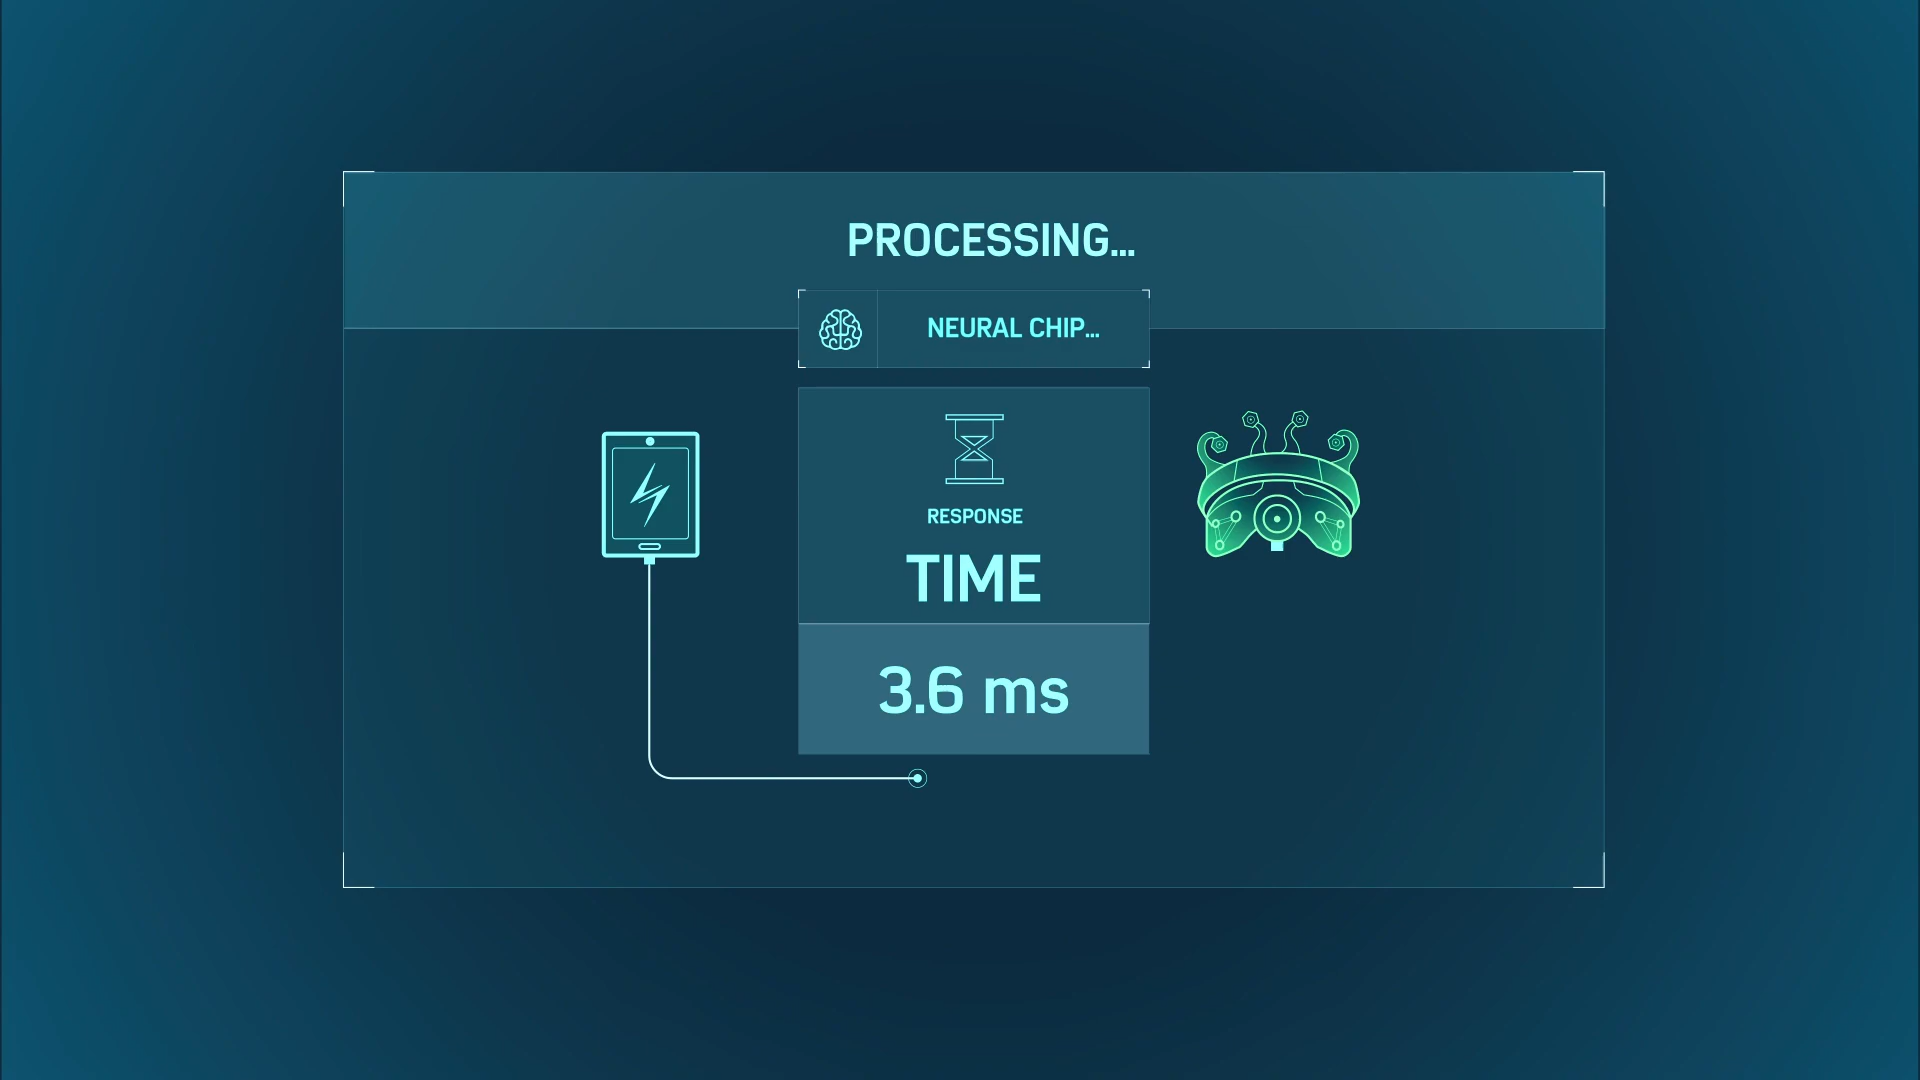 PROCESSING...
NEURAL CHIP...
RESPONSE
TIME
3.6 ms